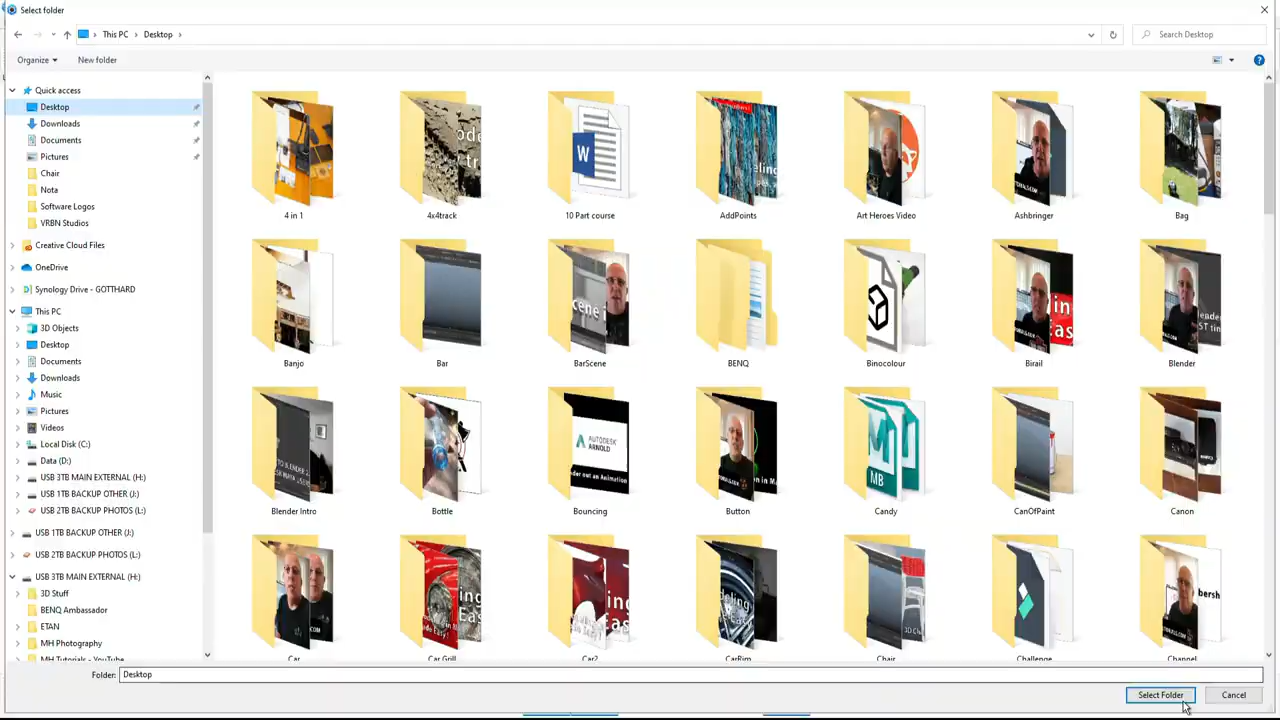 Select folder
This PC
Desktop
Search Desktop
Organize
New folder
Quick access
Desktop
Downloads
Documents
Pictures
Chair
Nota
Software Logos
VRBN Studios
Creative Cloud Files
OneDrive
Synology Drive - GOTTHARD
This PC
3D Objects
Desktop
Documents
Downloads
Music
Pictures
Videos
Local Disk (C:)
Data (D:)
USB 3TB MAIN EXTERNAL (H:)
USB 1TB BACKUP OTHER (J:)
USB 2TB BACKUP PHOTOS (L:)
USB 1TB BACKUP OTHER (J:)
USB 2TB BACKUP PHOTOS (L:)
USB 3TB MAIN EXTERNAL (H:)
3D Stuff
BENQ Ambassador
ETAN
MH Photography
MH Tutorials - YouTube
4 in 1
4x4track
10 Part course
AddPoints
Art Heroes Video
Ashbringer
Bag
Banjo
Bar
BarScene
BENQ
Binocolour
Birail
Blender
Blender Intro
Bottle
AUTODESK
ARNOLD
Bouncing
Button
MB
Candy
CanOfPaint
Canon
Car
Car Grill
Car2
CarRim
Chair
Challenge
Channel
Folder:
Desktop
Select Folder
Cancel